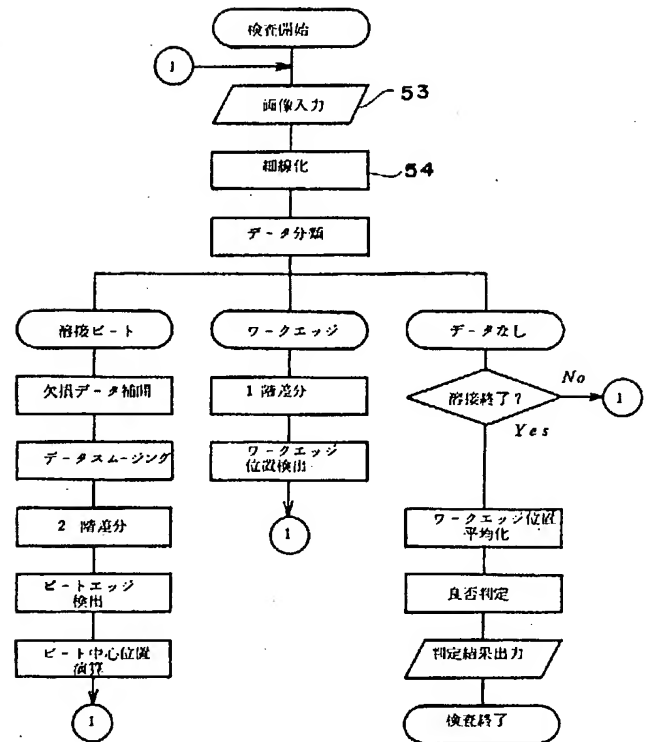 検査開始
1
画像入力
53
細線化
54
データ分類
溶接ビート
欠損データ補間
データスムージング
2 階差分
ビートエッジ
検出
ビート中心位置
演算
1
ワークエッジ
1 階差分
ワークエッジ
位置検出
1
データなし
溶接終了?
No
1
Yes
ワークエッジ位置
平均化
良否判定
判定結果出力
検査終了